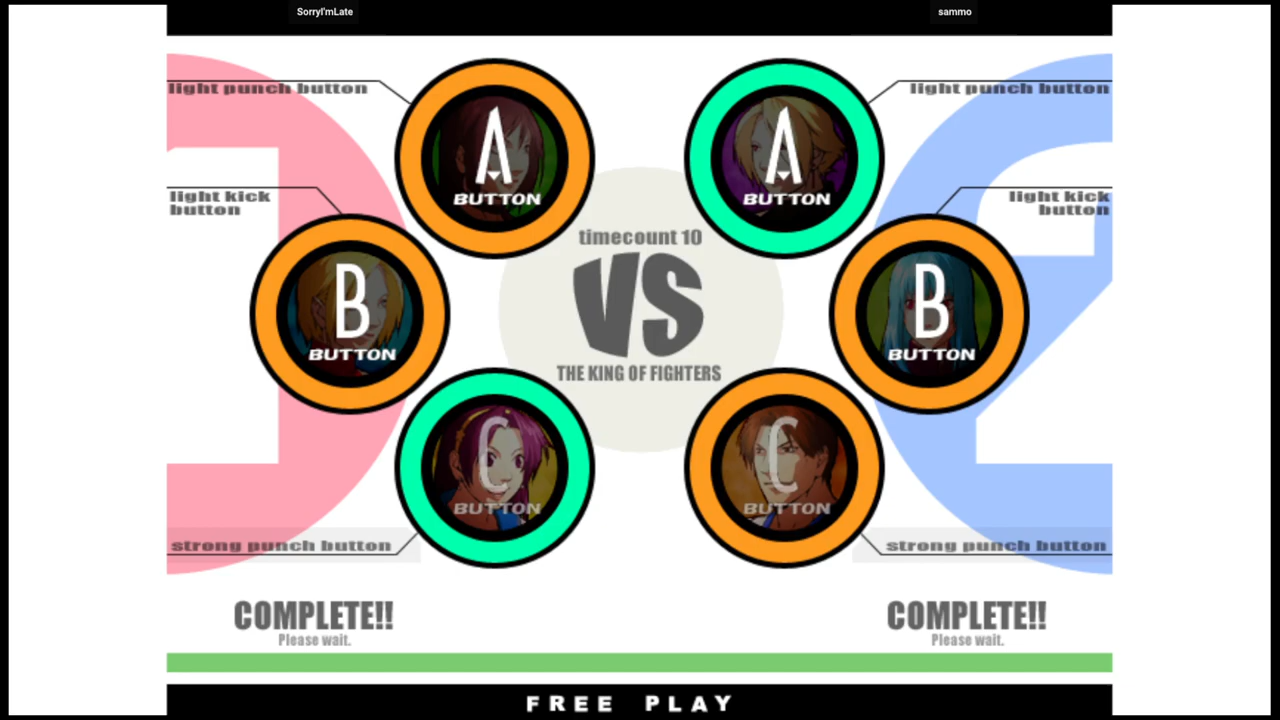 SorryI'mLate
sammo
light punch button
light punch button
A
BUTTON
A
BUTTON
light kick
button
light kick
button
timecount 10
VS
THE KING OF FIGHTERS
B
BUTTON
B
BUTTON
C
BUTTON
C
BUTTON
strong punch button
strong punch button
COMPLETE!!
Please wait.
COMPLETE!!
Please wait.
FREE PLAY
1
2